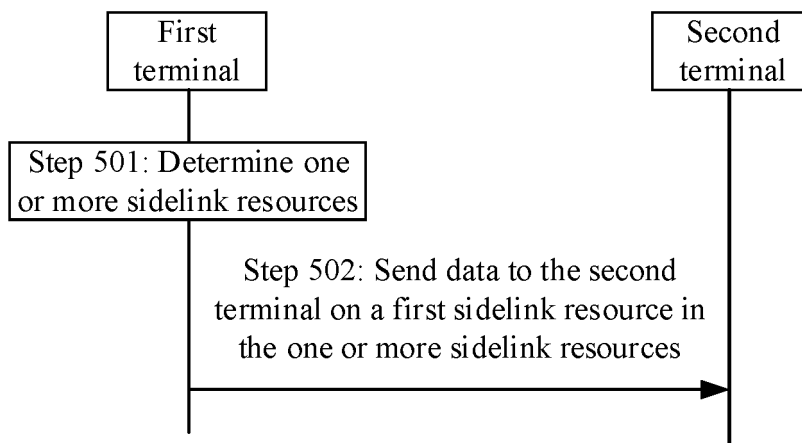 First
terminal
Second
terminal
Step 501: Determine one
or more sidelink resources
Step 502: Send data to the second
terminal on a first sidelink resource in
the one or more sidelink resources